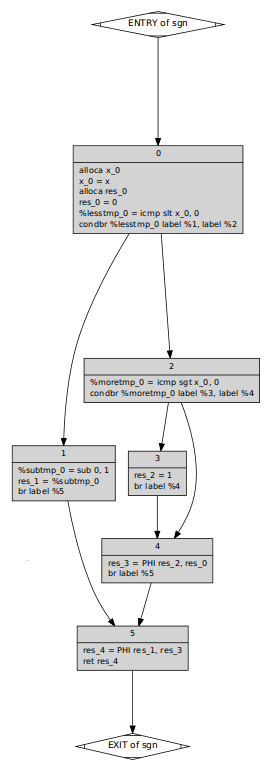 ENTRY of sgn
0
alloca x_0
x_0 = x
alloca res_0
res_0 = 0
%lesstmp_0 = icmp slt x_0, 0
condbr %lesstmp_0 label %1, label %2
2
%moretmp_0 = icmp sgt x_0, 0
condbr %moretmp_0 label %3, label %4
1
%subtmp_0 = sub 0, 1
res_1 = %subtmp_0
br label %5
3
res_2 = 1
br label %4
4
res_3 = PHI res_2, res_0
br label %5
5
res_4 = PHI res_1, res_3
ret res_4
EXIT of sgn